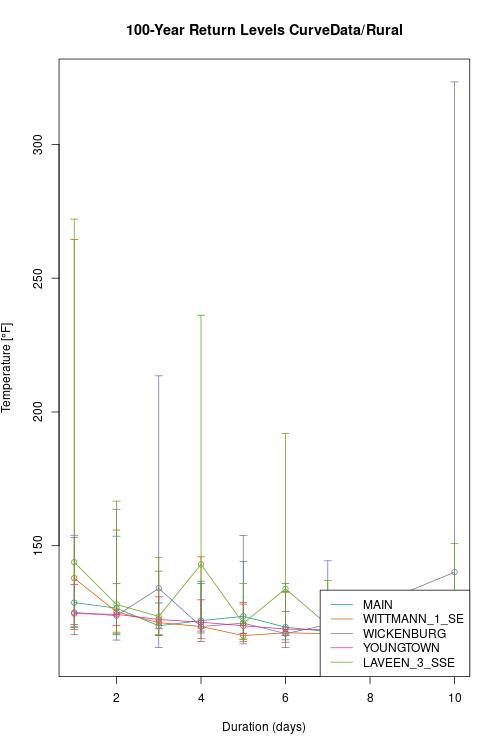 100-Year Return Levels CurveData/Rural
Temperature [°F]
300
250
200
150
MAIN
WITTMANN_1_SE
WICKENBURG
YOUNGTOWN
LAVEEN_3_SSE
2
4
6
8
10
Duration (days)